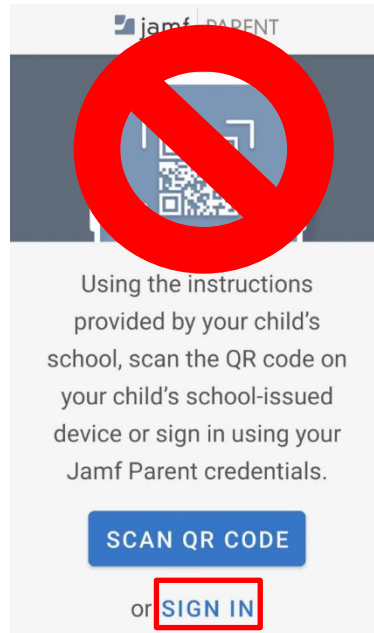 jamf PARENT
Using the instructions
provided by your child's
school, scan the QR code on
your child's school-issued
device or sign in using your
Jamf Parent credentials.
SCAN QR CODE
or SIGN IN